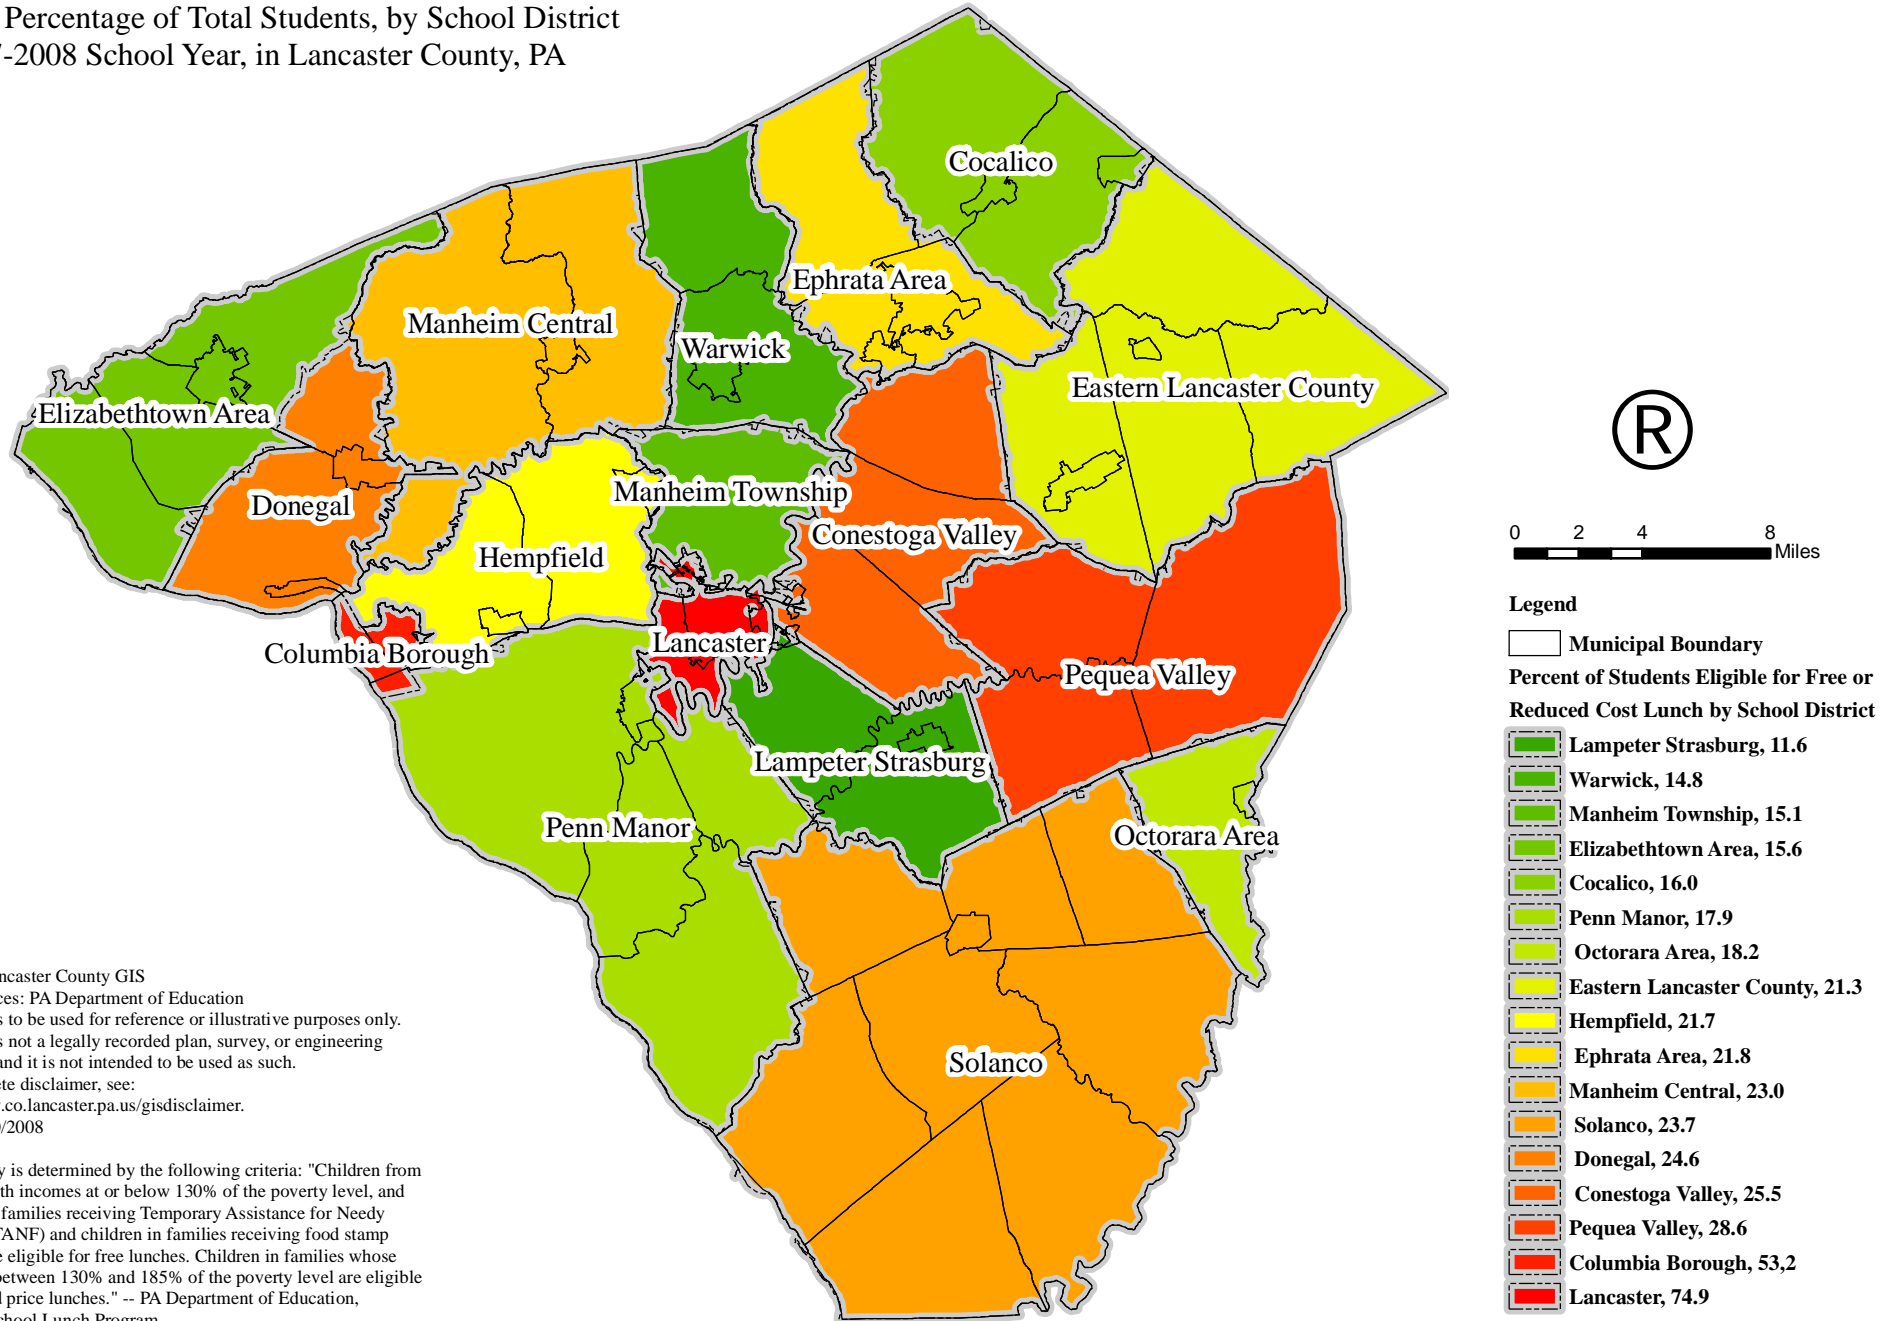 Percentage of Total Students, by School District
-2008 School Year, in Lancaster County, PA
Cocalico
Ephrata Area
Manheim Central
Warwick
Eastern Lancaster County
Elizabethtown Area
Manheim Township
Donegal
Conestoga Valley
Hempfield
Lancaster
Columbia Borough
Pequea Valley
Lampeter Strasburg
Penn Manor
Octorara Area
Solanco
R
0 2 4 8
Miles
Legend
Municipal Boundary
Percent of Students Eligible for Free or
Reduced Cost Lunch by School District
Lampeter Strasburg, 11.6
Warwick, 14.8
Manheim Township, 15.1
Elizabethtown Area, 15.6
Cocalico, 16.0
Penn Manor, 17.9
Octorara Area, 18.2
Eastern Lancaster County, 21.3
Hempfield, 21.7
Ephrata Area, 21.8
Manheim Central, 23.0
Solanco, 23.7
Donegal, 24.6
Conestoga Valley, 25.5
Pequea Valley, 28.6
Columbia Borough, 53,2
Lancaster, 74.9
ncaster County GIS
ces: PA Department of Education
s to be used for reference or illustrative purposes only.
s not a legally recorded plan, survey, or engineering
and it is not intended to be used as such.
ete disclaimer, see:
.co.lancaster.pa.us/gisdisclaimer.
/2008
y is determined by the following criteria: "Children from
th incomes at or below 130% of the poverty level, and
families receiving Temporary Assistance for Needy
TANF) and children in families receiving food stamp
e eligible for free lunches. Children in families whose
between 130% and 185% of the poverty level are eligible
d price lunches." -- PA Department of Education,
chool Lunch Program